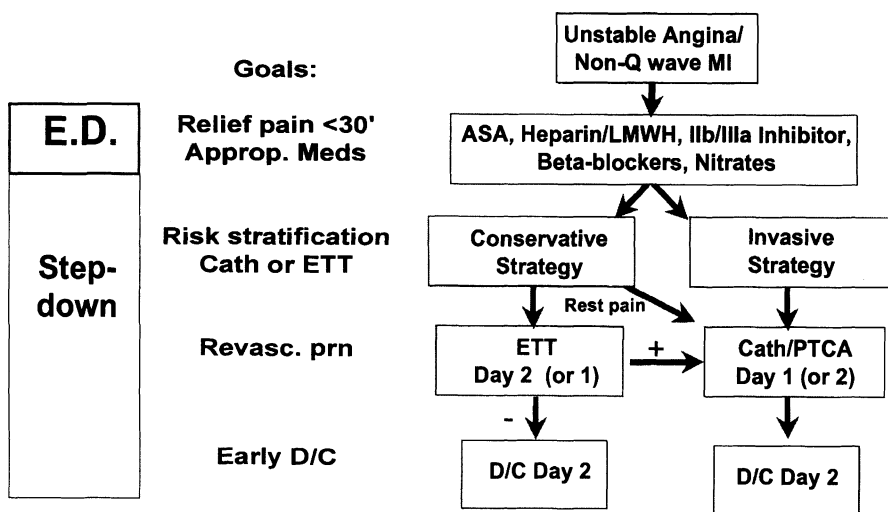 Goals:
E.D.
Relief pain <30'
Approp. Meds
Step-
down
Risk stratification
Cath or ETT
Revasc. prn
Early D/C
Unstable Angina/
Non-Q wave MI
ASA, Heparin/LMWH, IIb/IIIa Inhibitor,
Beta-blockers, Nitrates
Conservative
Strategy
Invasive
Strategy
Rest pain
ETT
Day 2 (or 1)
+
Cath/PTCA
Day 1 (or 2)
-
D/C Day 2
D/C Day 2